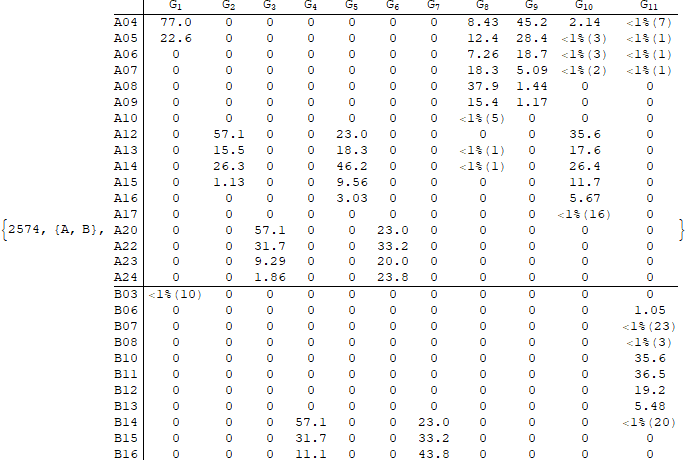 G₁ G₂ G₃ G₄ G₅ G₆ G₇ G₈ G₉ G₁₀ G₁₁
A04 77.0 0 0 0 0 0 0 8.43 45.2 2.14 <1%(7)
A05 22.6 0 0 0 0 0 0 12.4 28.4 <1%(3) <1%(1)
A06 0 0 0 0 0 0 0 7.26 18.7 <1%(3) <1%(1)
A07 0 0 0 0 0 0 0 18.3 5.09 <1%(2) <1%(1)
A08 0 0 0 0 0 0 0 37.9 1.44 0 0
A09 0 0 0 0 0 0 0 15.4 1.17 0 0
A10 0 0 0 0 0 0 0 <1%(5) 0 0 0
A12 0 57.1 0 0 23.0 0 0 0 0 35.6 0
A13 0 15.5 0 0 18.3 0 0 <1%(1) 0 17.6 0
A14 0 26.3 0 0 46.2 0 0 <1%(1) 0 26.4 0
A15 0 1.13 0 0 9.56 0 0 0 0 11.7 0
A16 0 0 0 0 3.03 0 0 0 0 5.67 0
A17 0 0 0 0 0 0 0 0 0 <1%(16) 0
{2574, {A, B}, A20 0 0 57.1 0 0 23.0 0 0 0 0 0 }
A22 0 0 31.7 0 0 33.2 0 0 0 0 0
A23 0 0 9.29 0 0 20.0 0 0 0 0 0
A24 0 0 1.86 0 0 23.8 0 0 0 0 0
B03 <1%(10) 0 0 0 0 0 0 0 0 0 0
B06 0 0 0 0 0 0 0 0 0 0 1.05
B07 0 0 0 0 0 0 0 0 0 0 <1%(23)
B08 0 0 0 0 0 0 0 0 0 0 <1%(3)
B10 0 0 0 0 0 0 0 0 0 0 35.6
B11 0 0 0 0 0 0 0 0 0 0 36.5
B12 0 0 0 0 0 0 0 0 0 0 19.2
B13 0 0 0 0 0 0 0 0 0 0 5.48
B14 0 0 0 57.1 0 0 23.0 0 0 0 <1%(20)
B15 0 0 0 31.7 0 0 33.2 0 0 0 0
B16 0 0 0 11.1 0 0 43.8 0 0 0 0